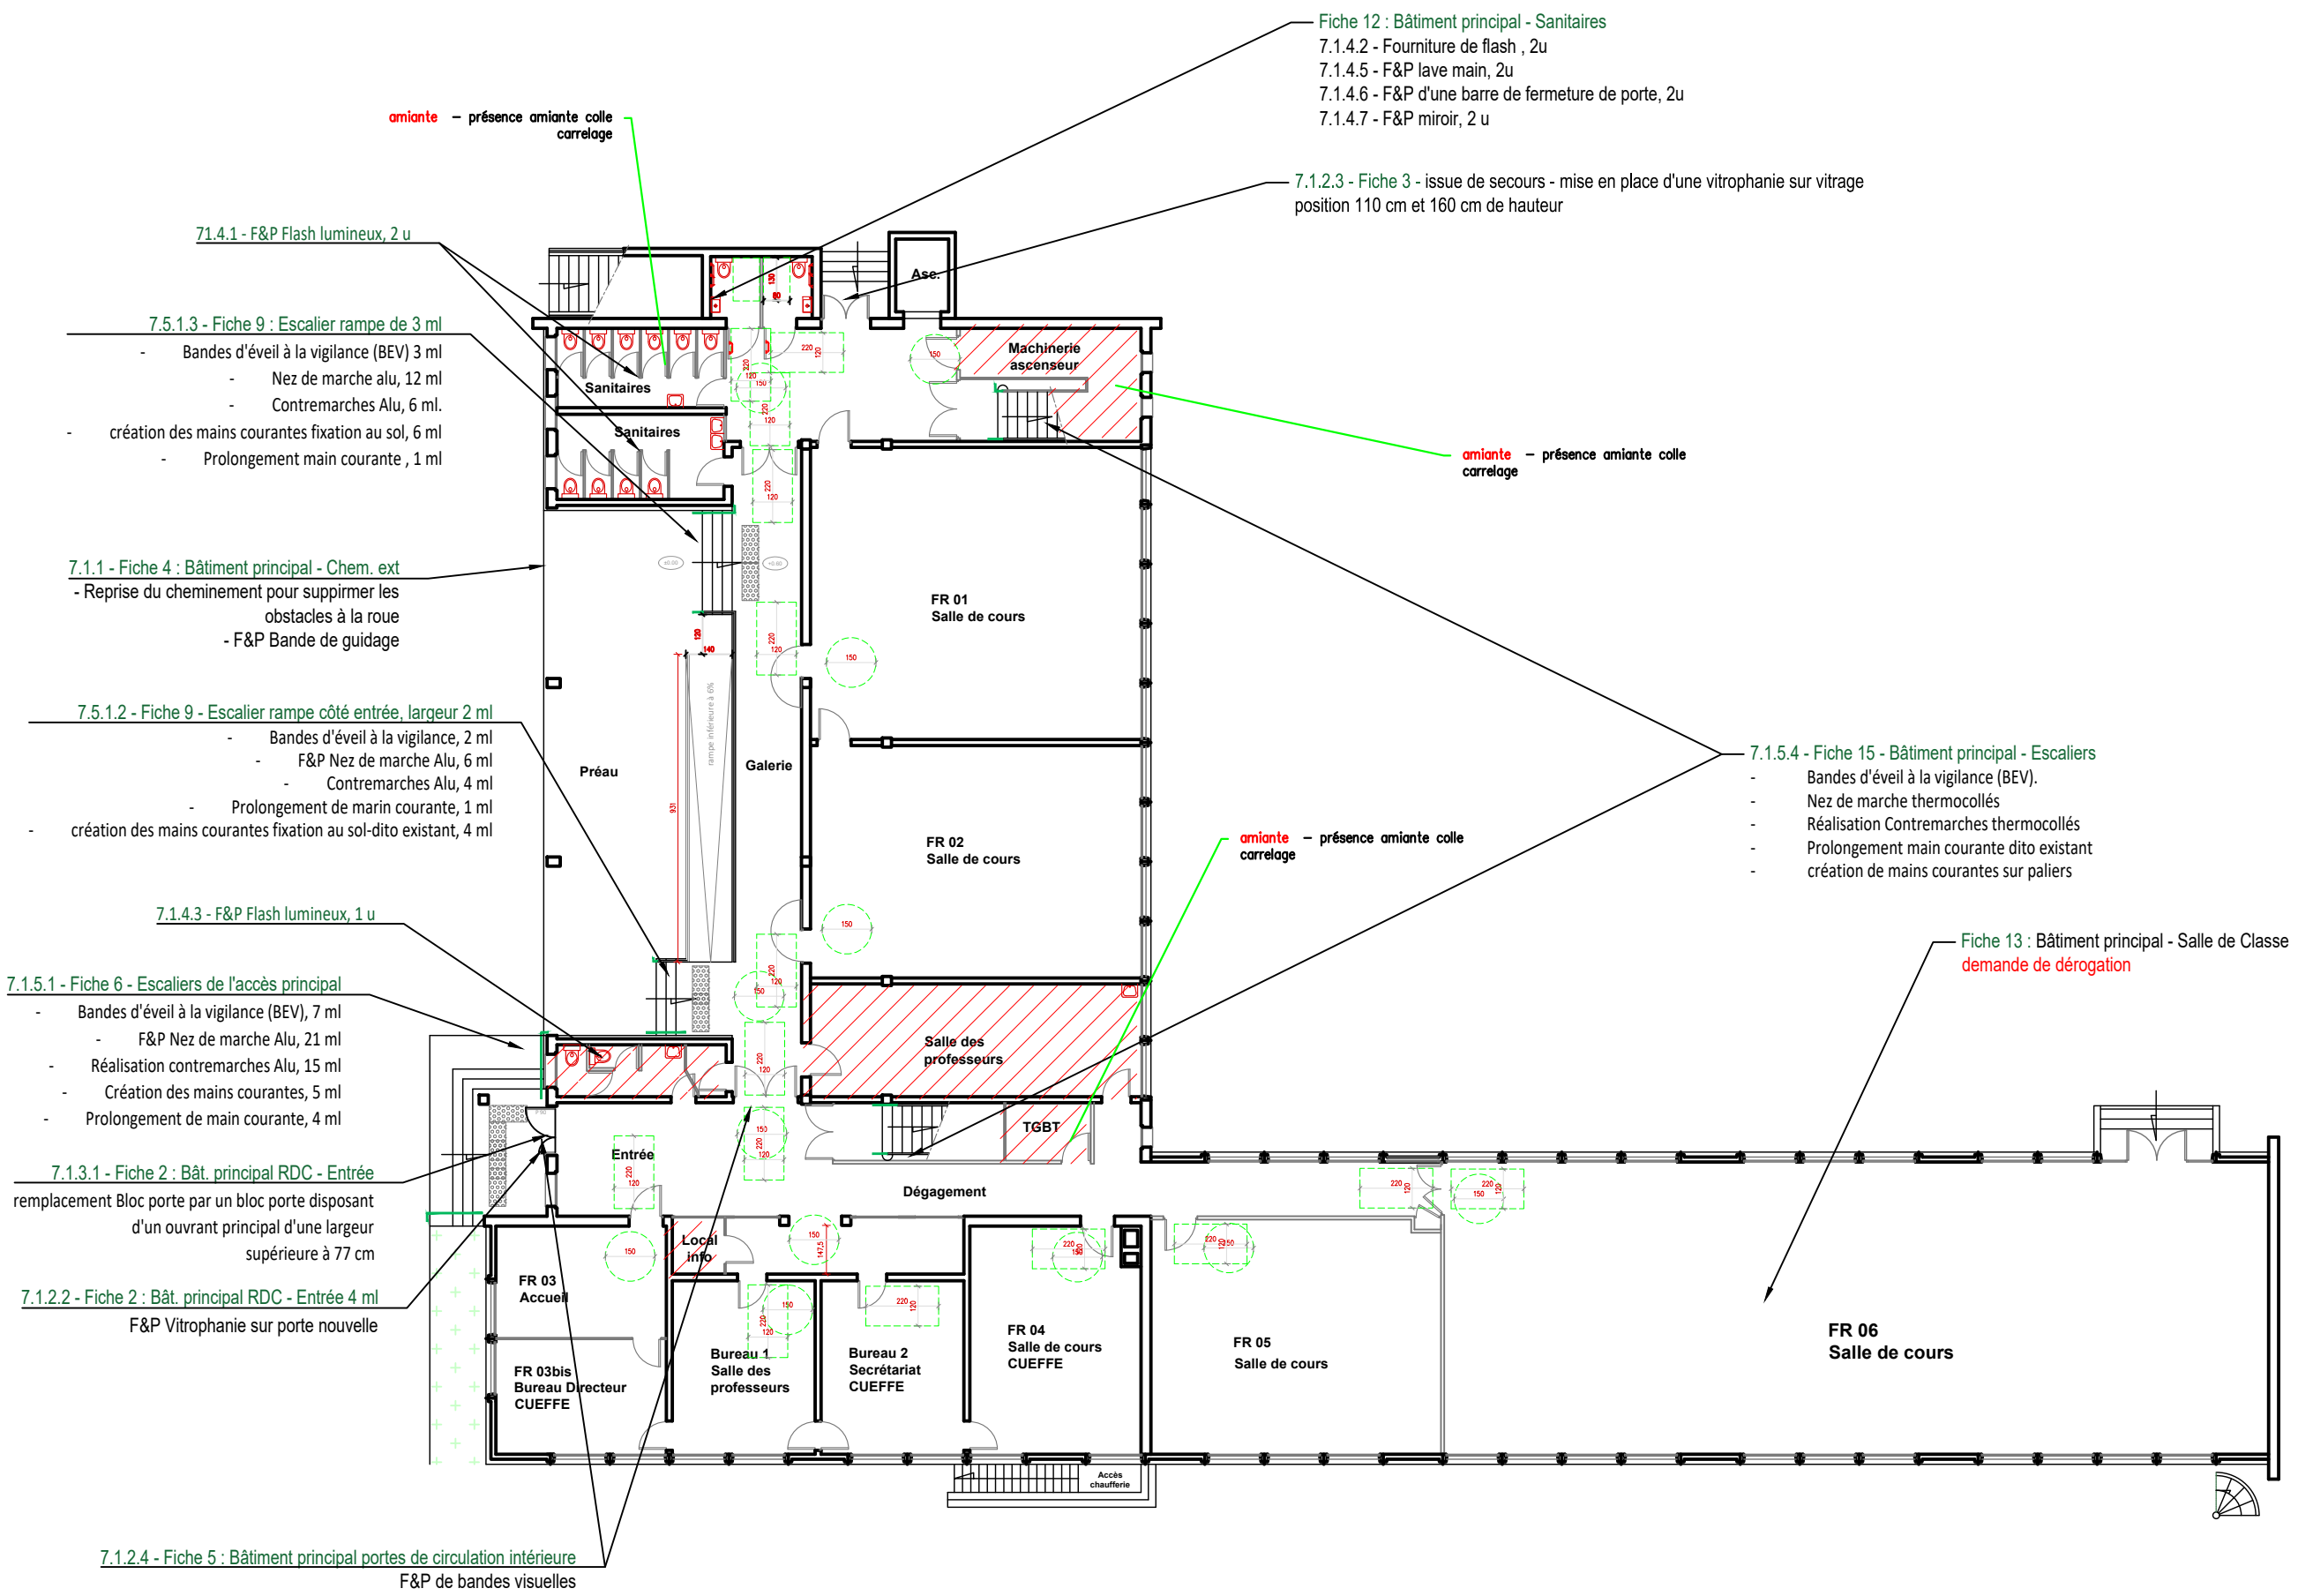 Fiche 12 : Bâtiment principal - Sanitaires
7.1.4.2 - Fourniture de flash , 2u
7.1.4.5 - F&P lave main, 2u
7.1.4.6 - F&P d'une barre de fermeture de porte, 2u
7.1.4.7 - F&P miroir, 2 u
amiante – présence amiante colle
carrelage
7.1.2.3 - Fiche 3 - issue de secours - mise en place d'une vitrophanie sur vitrage
position 110 cm et 160 cm de hauteur
71.4.1 - F&P Flash lumineux, 2 u
7.5.1.3 - Fiche 9 : Escalier rampe de 3 ml
- Bandes d'éveil à la vigilance (BEV) 3 ml
- Nez de marche alu, 12 ml
- Contremarches Alu, 6 ml.
- création des mains courantes fixation au sol, 6 ml
- Prolongement main courante , 1 ml
7.1.1 - Fiche 4 : Bâtiment principal - Chem. ext
- Reprise du cheminement pour suppirmer les
obstacles à la roue
- F&P Bande de guidage
7.5.1.2 - Fiche 9 - Escalier rampe côté entrée, largeur 2 ml
- Bandes d'éveil à la vigilance, 2 ml
- F&P Nez de marche Alu, 6 ml
- Contremarches Alu, 4 ml
- Prolongement de marin courante, 1 ml
- création des mains courantes fixation au sol-dito existant, 4 ml
7.1.4.3 - F&P Flash lumineux, 1 u
7.1.5.1 - Fiche 6 - Escaliers de l'accès principal
- Bandes d'éveil à la vigilance (BEV), 7 ml
- F&P Nez de marche Alu, 21 ml
- Réalisation contremarches Alu, 15 ml
- Création des mains courantes, 5 ml
- Prolongement de main courante, 4 ml
7.1.3.1 - Fiche 2 : Bât. principal RDC - Entrée
remplacement Bloc porte par un bloc porte disposant
d'un ouvrant principal d'une largeur
supérieure à 77 cm
7.1.2.2 - Fiche 2 : Bât. principal RDC - Entrée 4 ml
F&P Vitrophanie sur porte nouvelle
7.1.2.4 - Fiche 5 : Bâtiment principal portes de circulation intérieure
F&P de bandes visuelles
amiante – présence amiante colle
carrelage
amiante – présence amiante colle
carrelage
7.1.5.4 - Fiche 15 - Bâtiment principal - Escaliers
- Bandes d'éveil à la vigilance (BEV).
- Nez de marche thermocollés
- Réalisation Contremarches thermocollés
- Prolongement main courante dito existant
- création de mains courantes sur paliers
Fiche 13 : Bâtiment principal - Salle de Classe
demande de dérogation
Asc.
130
80
Machinerie
ascenseur
Sanitaires
Sanitaires
220
120
150
±0.00
+0.60
120
140
931
rampe inférieure à 6%
Préau
Galerie
FR 01
Salle de cours
150
FR 02
Salle de cours
150
Salle des
professeurs
TGBT
Entrée
Dégagement
Local
info
147,5
FR 03
Accueil
FR 03bis
Bureau Directeur
CUEFFE
Bureau 1
Salle des
professeurs
Bureau 2
Secrétariat
CUEFFE
FR 04
Salle de cours
CUEFFE
FR 05
Salle de cours
FR 06
Salle de cours
Accès
chaufferie